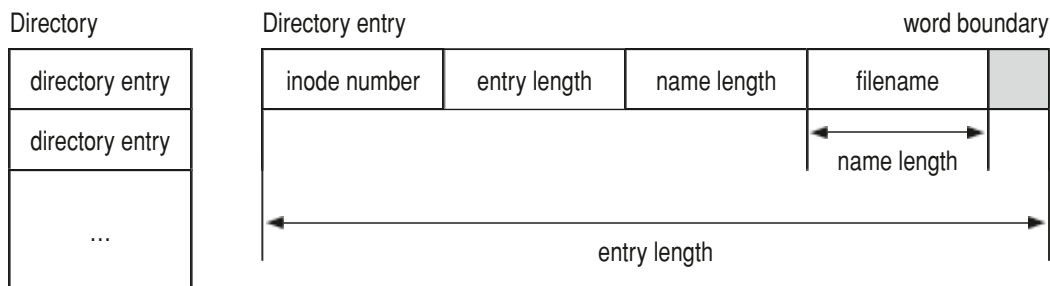 Directory
directory entry
directory entry
...
Directory entry
word boundary
inode number
entry length
name length
filename
name length
entry length